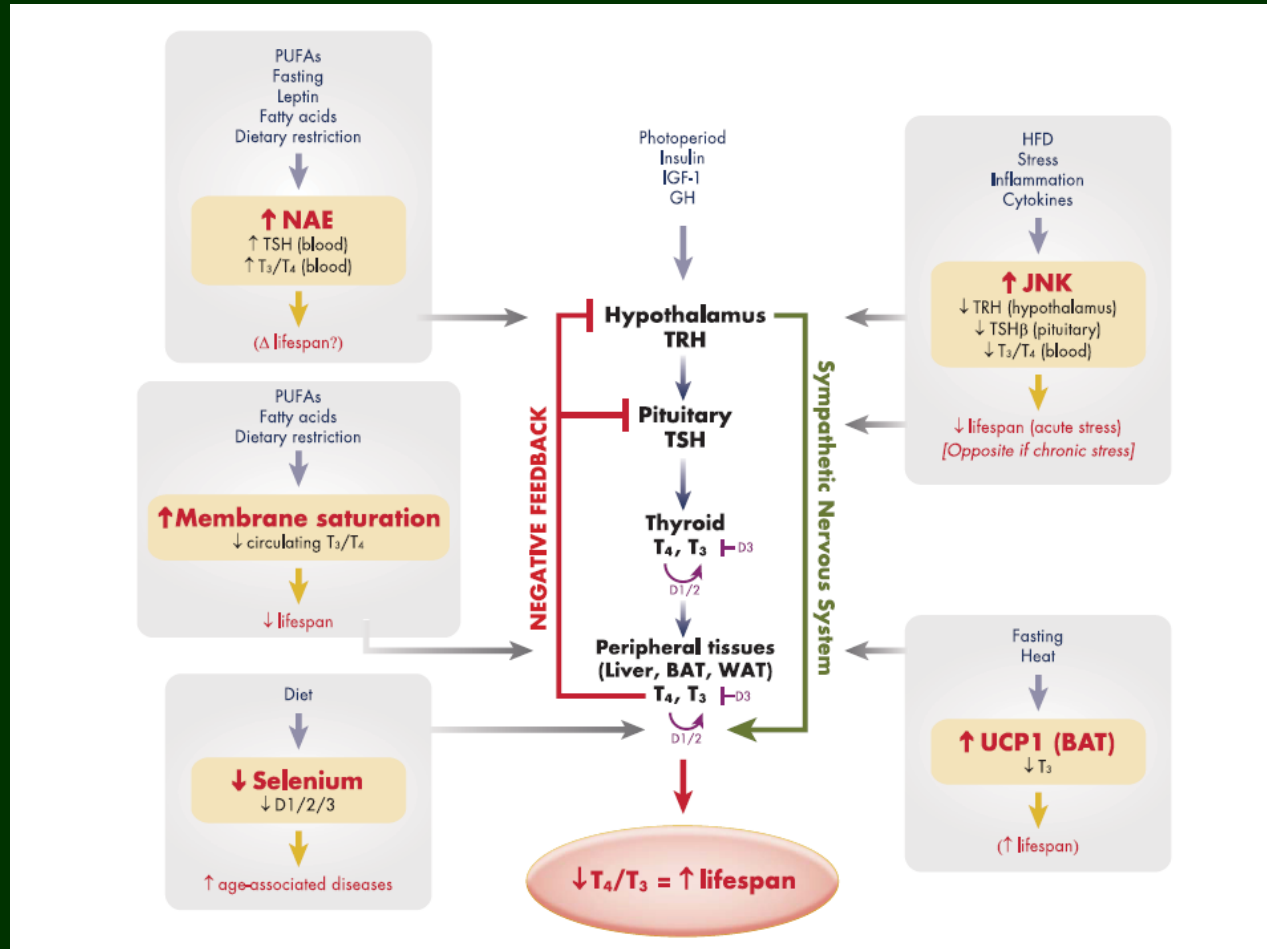 PUFAs
Fasting
Leptin
Fatty acids
Dietary restriction
↑ NAE
↑ TSH (blood)
↑ T₃/T₄ (blood)
(Δ lifespan?)
PUFAs
Fatty acids
Dietary restriction
↑Membrane saturation
↓ circulating T₃/T₄
↓ lifespan
Diet
↓ Selenium
↓ D1/2/3
↑ age-associated diseases
Photoperiod
Insulin
IGF-1
GH
Hypothalamus
TRH
Pituitary
TSH
Thyroid
T₄, T₃ D3
D1/2
Peripheral tissues
(Liver, BAT, WAT)
T₄, T₃ D3
D1/2
↓T₄/T₃ = ↑ lifespan
NEGATIVE FEEDBACK
Sympathetic Nervous System
HFD
Stress
Inflammation
Cytokines
↑ JNK
↓ TRH (hypothalamus)
↓ TSHβ (pituitary)
↓ T₃/T₄ (blood)
↓ lifespan (acute stress)
[Opposite if chronic stress]
Fasting
Heat
↑ UCP1 (BAT)
↓ T₃
(↑ lifespan)